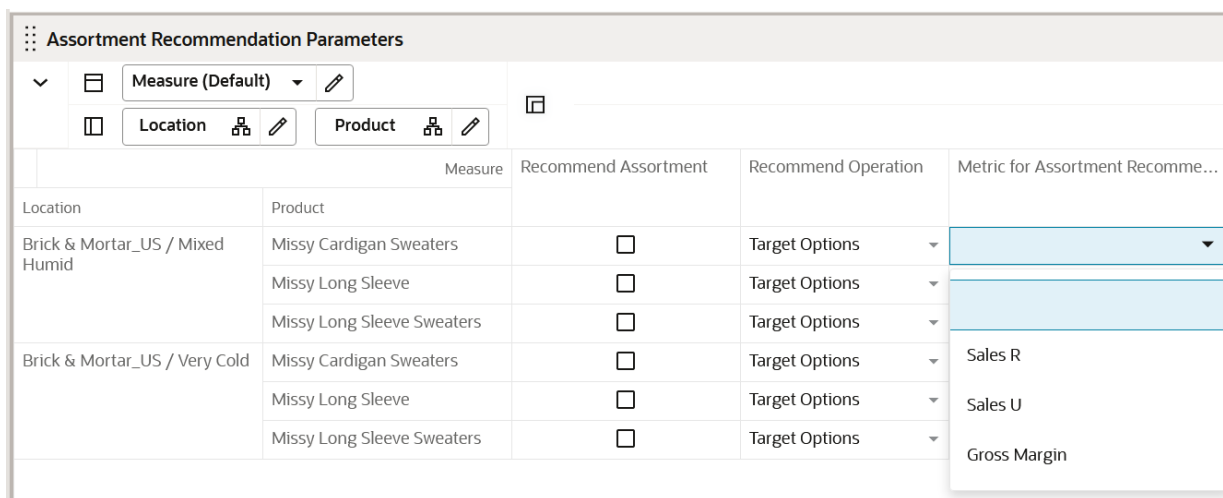 Assortment Recommendation Parameters
Measure (Default)
Location Product
Measure Recommend Assortment Recommend Operation Metric for Assortment Recomme...
Location Product
Brick & Mortar_US / Mixed Humid Missy Cardigan Sweaters Target Options
Missy Long Sleeve Target Options
Missy Long Sleeve Sweaters Target Options
Brick & Mortar_US / Very Cold Missy Cardigan Sweaters Target Options
Sales R
Missy Long Sleeve Target Options
Sales U
Missy Long Sleeve Sweaters Target Options
Gross Margin